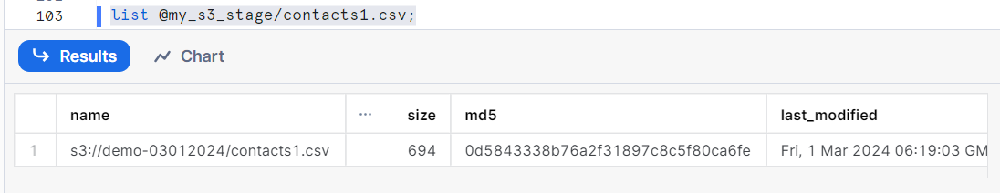 103 list @my_s3_stage/contacts1.csv;
Results Chart
name ... size md5 last_modified
1 s3://demo-03012024/contacts1.csv 694 0d5843338b76a2f31897c8c5f80ca6fe Fri, 1 Mar 2024 06:19:03 GM